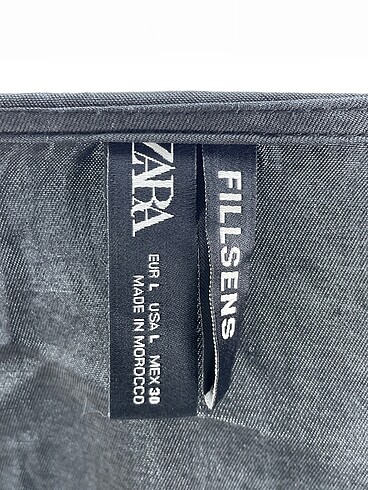 ZARA
EUR L USA L MEX 30
MADE IN MOROCCO
FILLSENS